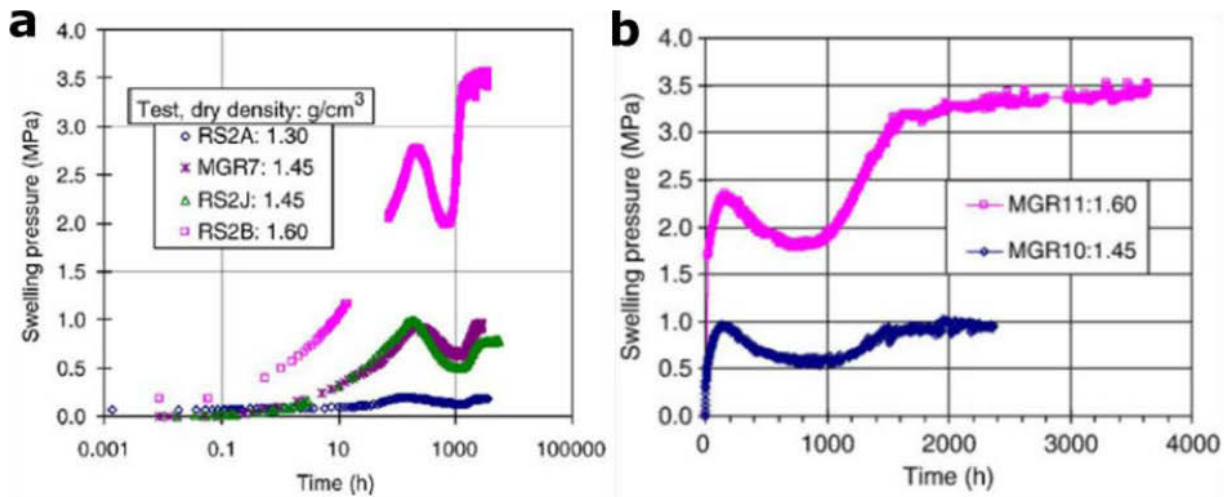 a
4.0
3.5
3.0
2.5
2.0
1.5
1.0
0.5
0.0
Swelling pressure (MPa)
Test, dry density: g/cm³
RS2A: 1.30
MGR7: 1.45
RS2J: 1.45
RS2B: 1.60
0.001
0.1
10
1000
100000
Time (h)
b
4.0
3.5
3.0
2.5
2.0
1.5
1.0
0.5
0.0
Swelling pressure (MPa)
MGR11:1.60
MGR10:1.45
0
1000
2000
3000
4000
Time (h)